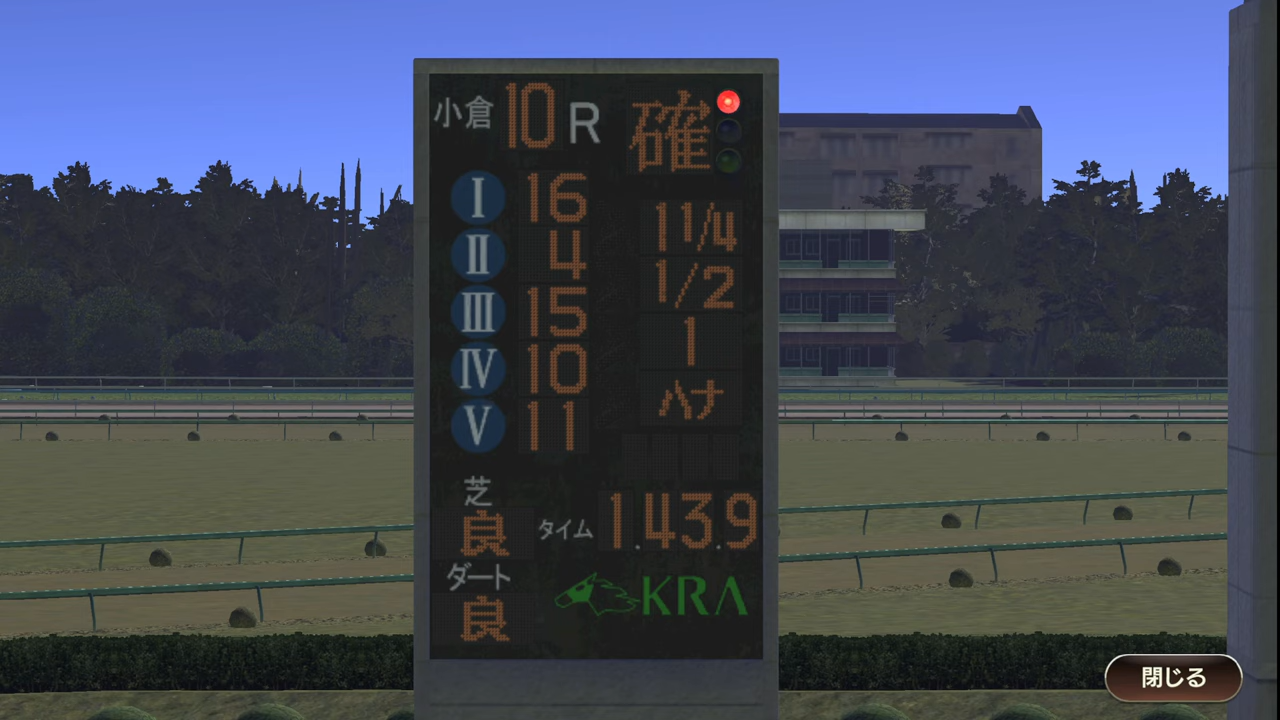 小倉 10 R 確
I 16
1 1/4
II 4
1/2
III 15
1
IV 10
ハナ
V 11
芝
良 タイム 1.43.9
ダート
良 KRA
閉じる